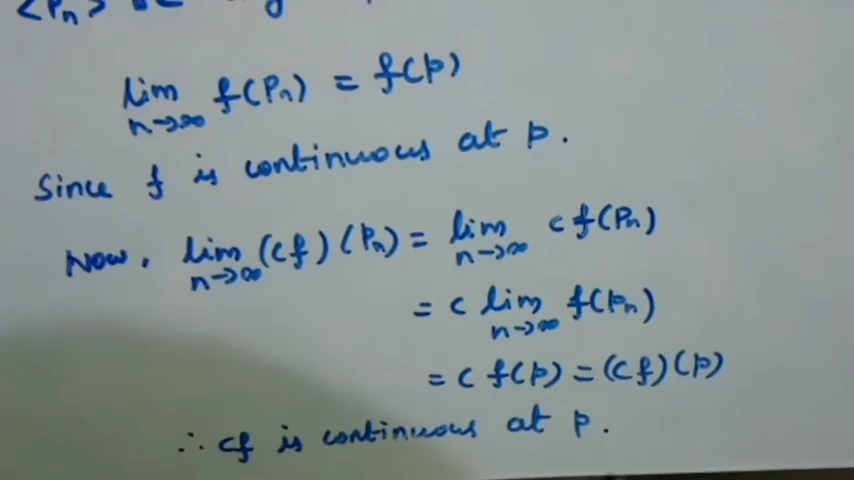 <Pn>
lim n→∞ f(Pn) = f(p)
Since f is continuous at p.
Now, lim n→∞ (cf)(pn) = lim n→∞ c f(Pn)
= c lim n→∞ f(pn)
= c f(p) = (cf)(p)
∴ cf is continuous at p.